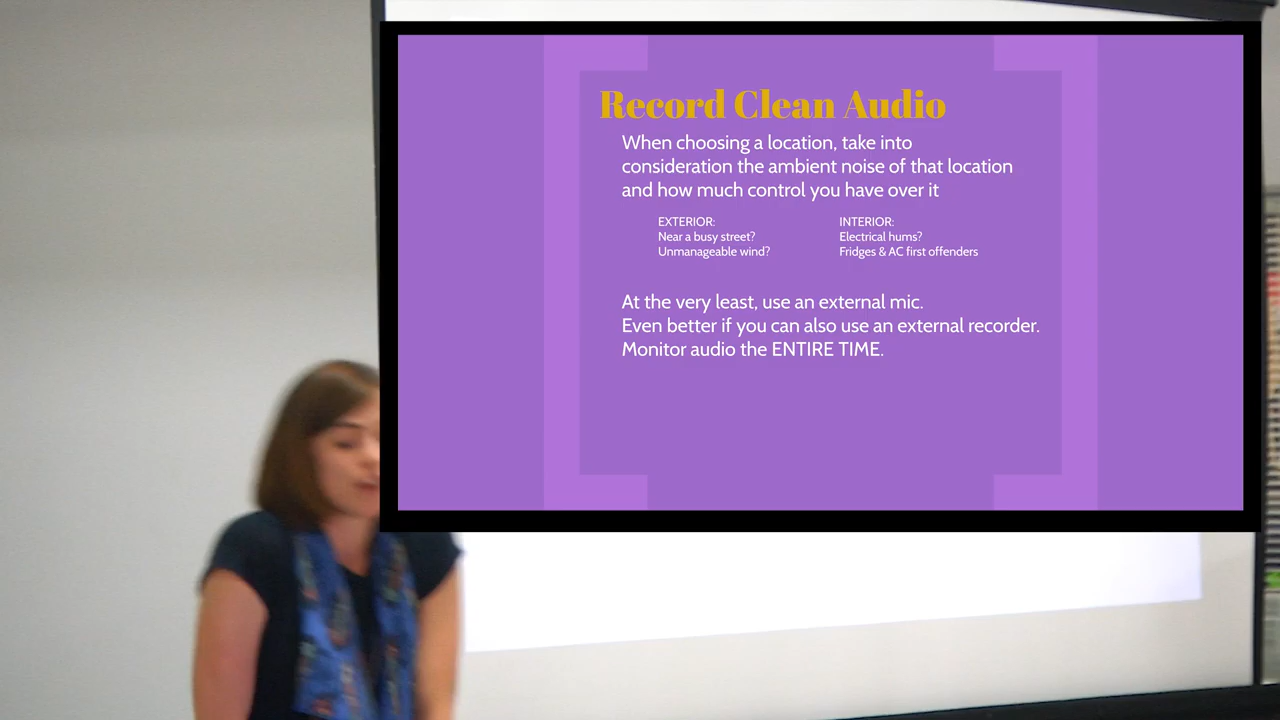 Record Clean Audio
When choosing a location, take into
consideration the ambient noise of that location
and how much control you have over it
EXTERIOR:
Near a busy street?
Unmanageable wind?
INTERIOR:
Electrical hums?
Fridges & AC first offenders
At the very least, use an external mic.
Even better if you can also use an external recorder.
Monitor audio the ENTIRE TIME.